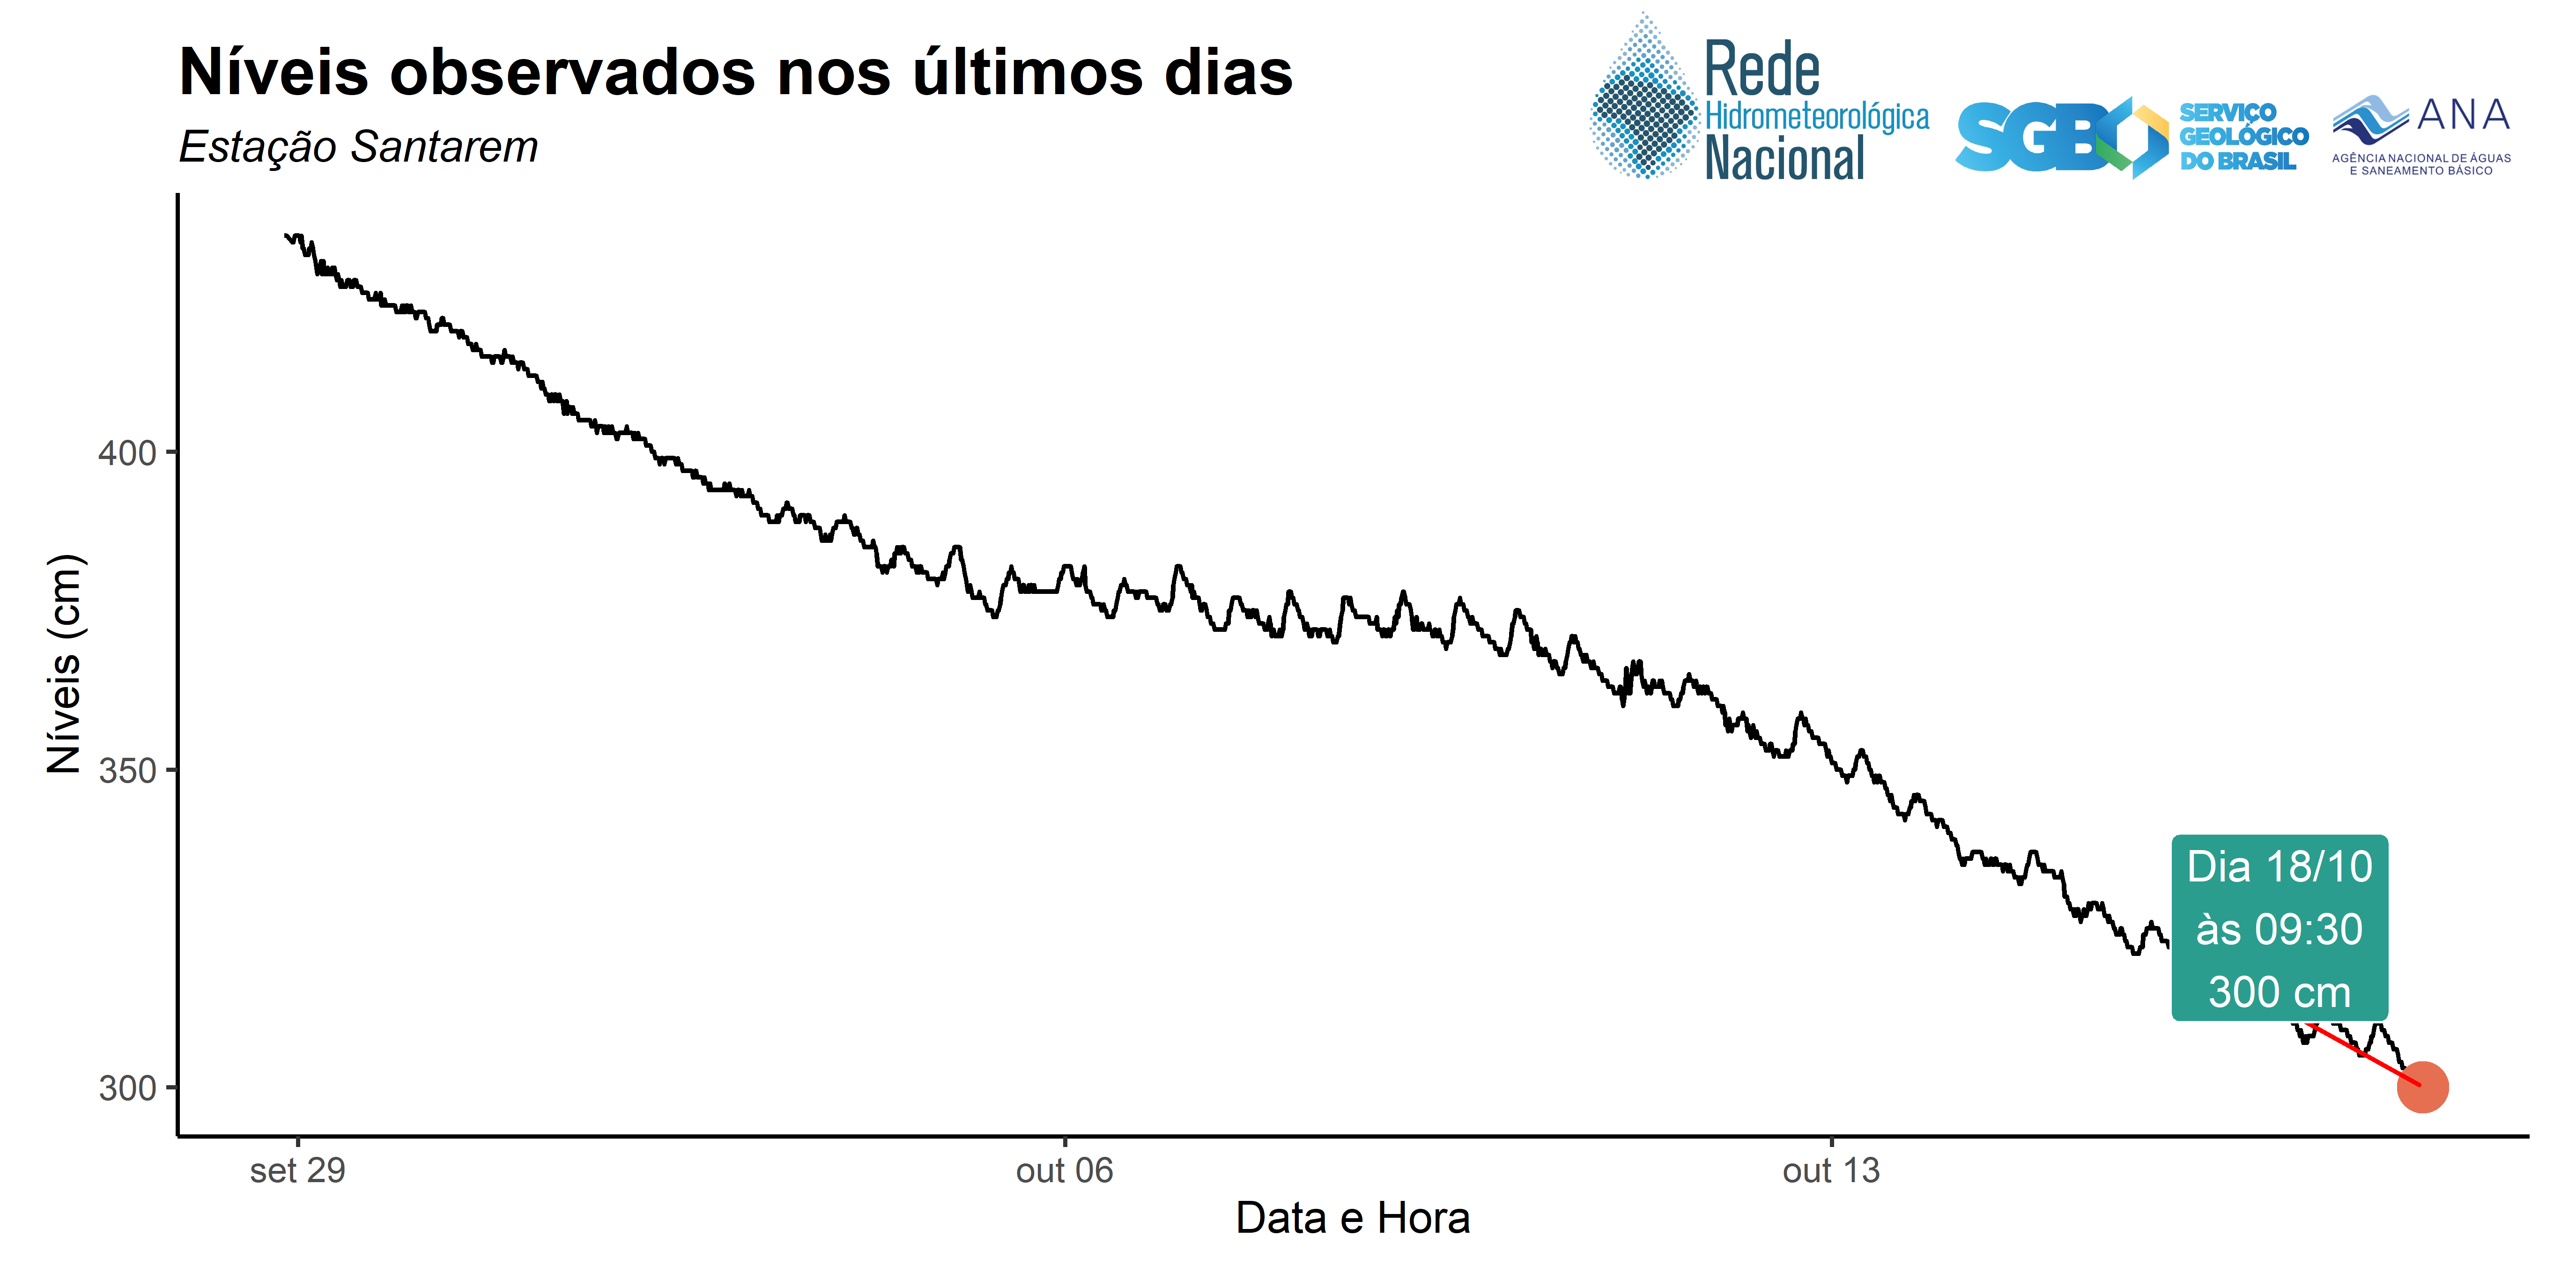 Níveis observados nos últimos dias
Estação Santarem
Rede
Hidrometeorológica
Nacional
SGB
SERVIÇO
GEOLÓGICO
DO BRASIL
ANA
AGÊNCIA NACIONAL DE ÁGUAS
E SANEAMENTO BÁSICO
Níveis (cm)
400
350
300
Dia 18/10
às 09:30
300 cm
set 29
out 06
out 13
Data e Hora